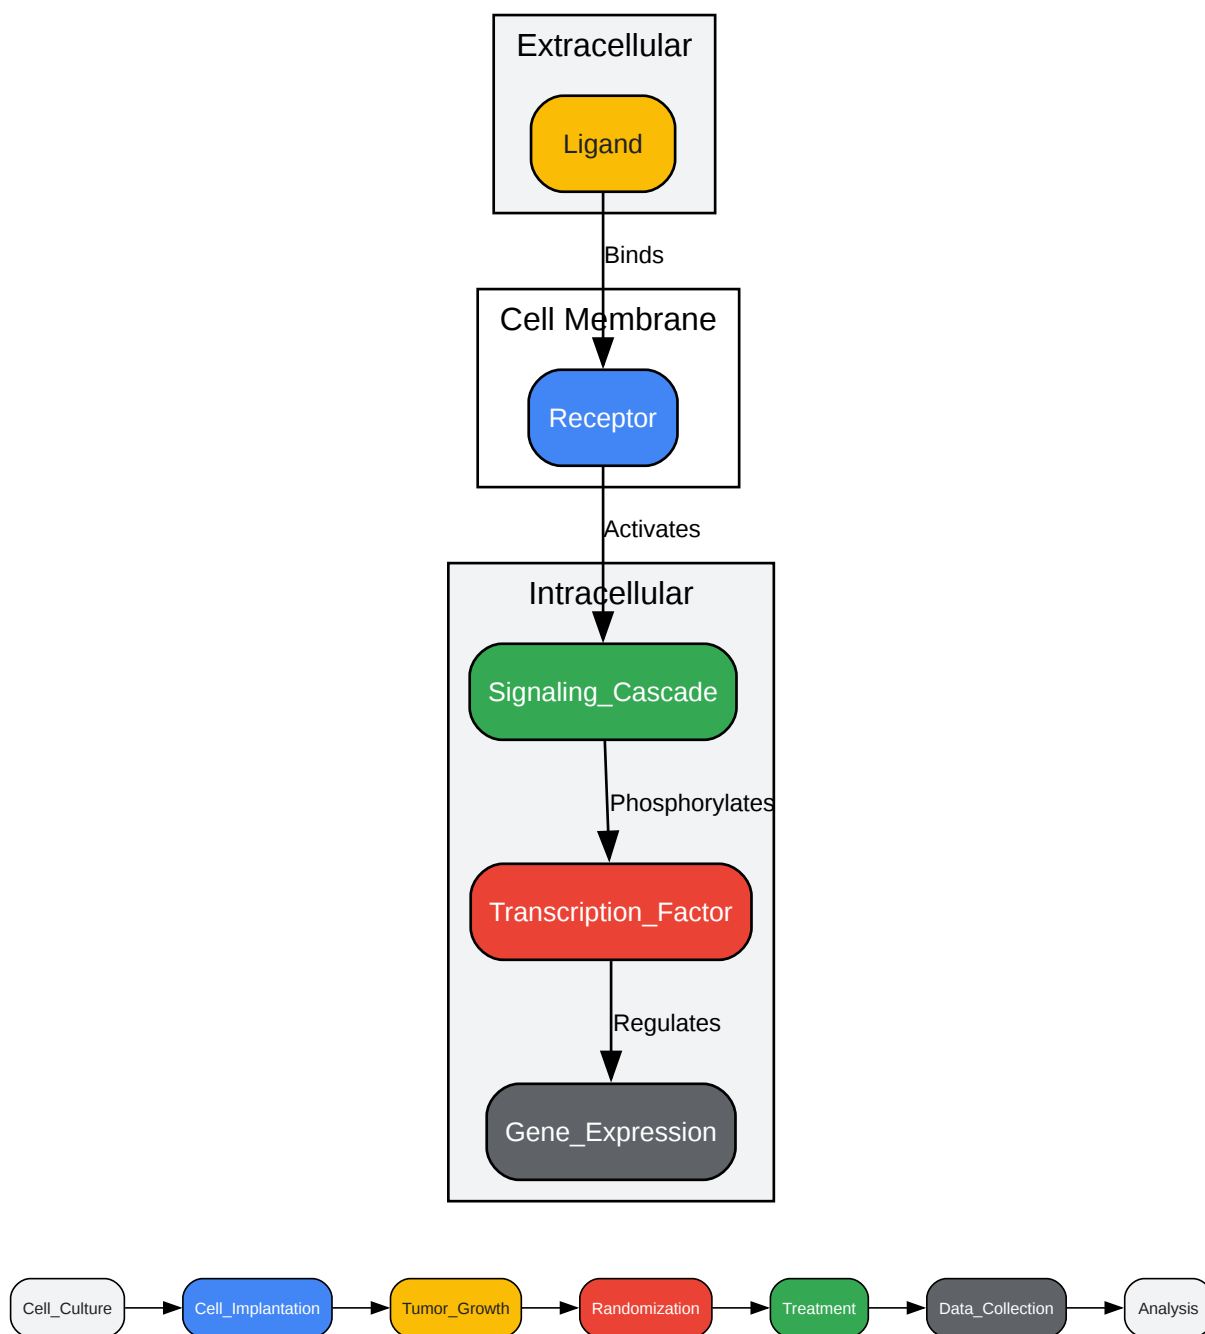 Extracellular
Ligand
Binds
Cell Membrane
Receptor
Activates
Intracellular
Signaling_Cascade
Phosphorylates
Transcription_Factor
Regulates
Gene_Expression
Cell_Culture Cell_Implantation Tumor_Growth Randomization Treatment Data_Collection Analysis